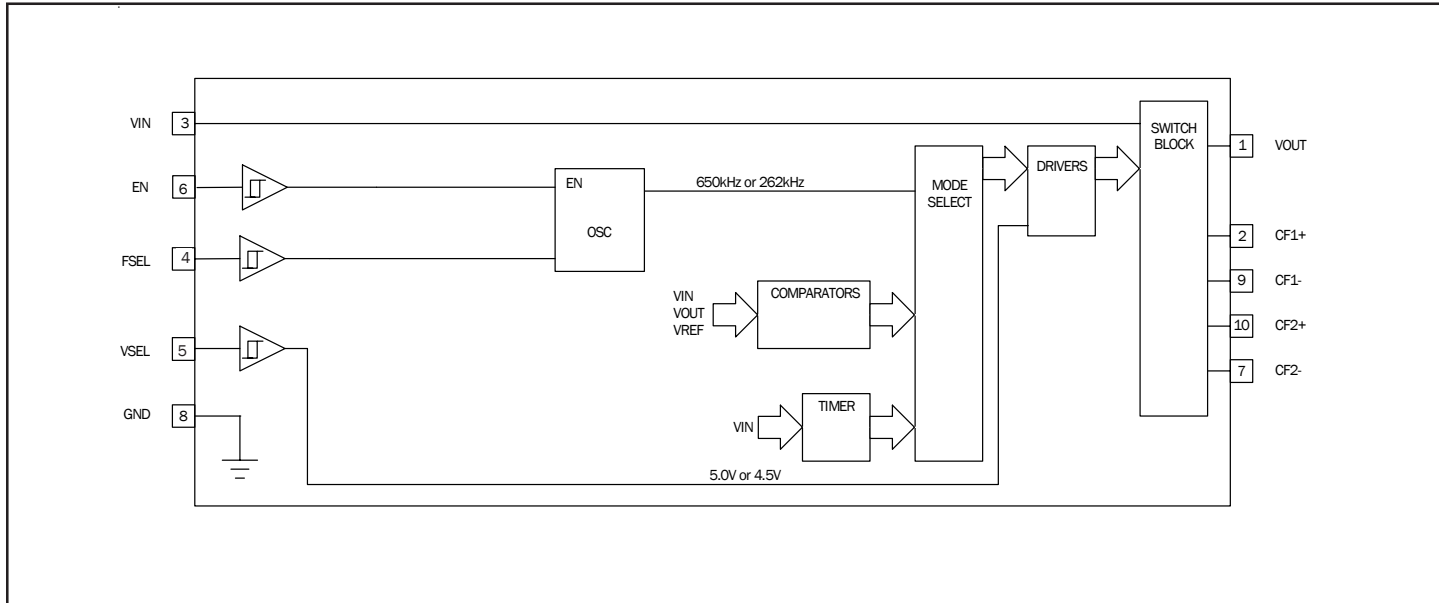 VIN 3
EN 6
FSEL 4
VSEL 5
GND 8
EN
OSC
650kHz or 262kHz
VIN
VOUT
VREF
COMPARATORS
VIN
TIMER
5.0V or 4.5V
MODE
SELECT
DRIVERS
SWITCH
BLOCK
1 VOUT
2 CF1+
9 CF1-
10 CF2+
7 CF2-